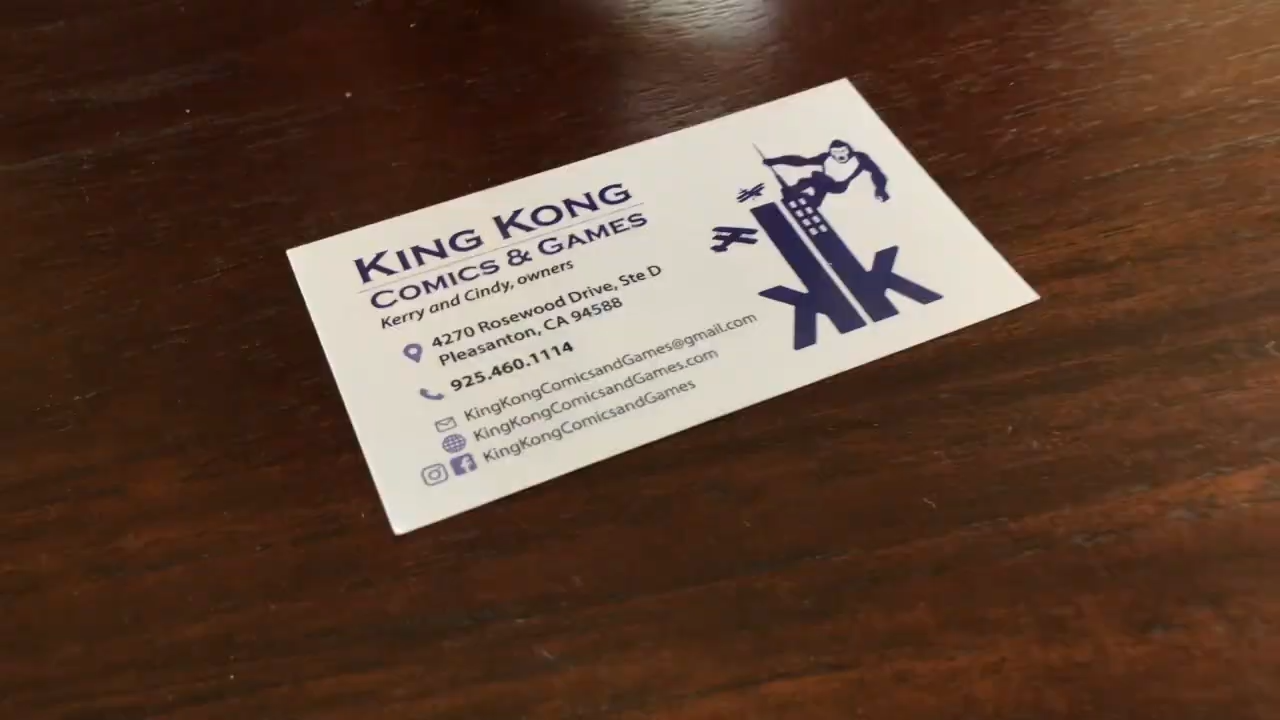 KING KONG
COMICS & GAMES
Kerry and Cindy, owners
4270 Rosewood Drive, Ste D
Pleasanton, CA 94588
925.460.1114
KingKongComicsandGames@gmail.com
KingKongComicsandGames.com
KingKongComicsandGames
KK